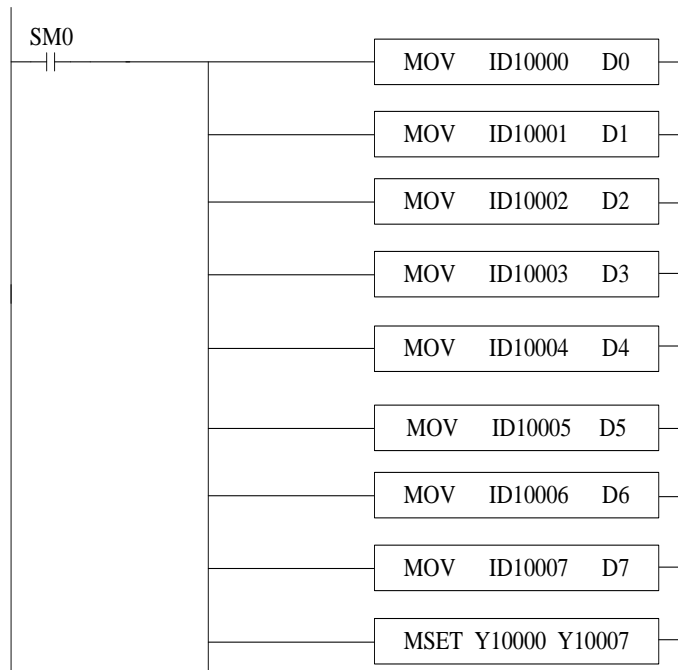 SM0
MOV ID10000 D0
MOV ID10001 D1
MOV ID10002 D2
MOV ID10003 D3
MOV ID10004 D4
MOV ID10005 D5
MOV ID10006 D6
MOV ID10007 D7
MSET Y10000 Y10007